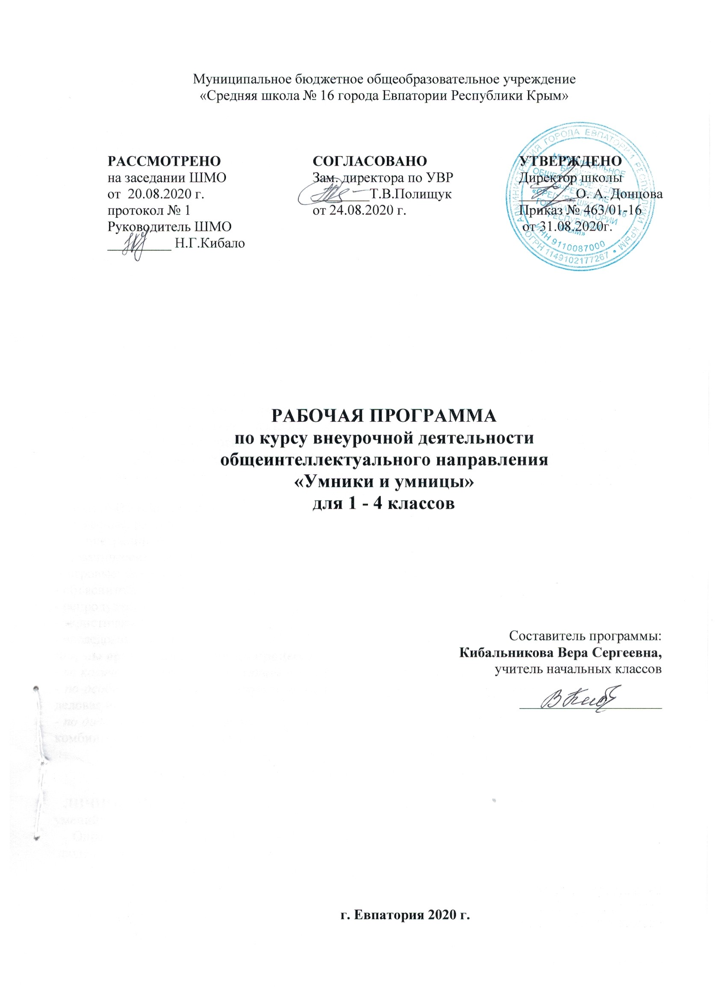 Муниципальное бюджетное общеобразовательное учреждение
«Средняя школа № 16 города Евпатории Республики Крым»
РАССМОТРЕНО
на заседании ШМО
от 20.08.2020 г.
протокол № 1
Руководитель ШМО
__________ Н.Г.Кибало
СОГЛАСОВАНО
Зам. директора по УВР
_________Т.В.Полищук
от 24.08.2020 г.
УТВЕРЖДЕНО
Директор школы
_________О. А. Донцова
Приказ № 463/01-16
от 31.08.2020г.
АДМИНИСТРАЦИЯ ГОРОДА ЕВПАТОРИИ РЕСПУБЛИКИ КРЫМ •
ОГРН 1149102177267
ИНН 9110087000
РАБОЧАЯ ПРОГРАММА
по курсу внеурочной деятельности
общеинтеллектуального направления
«Умники и умницы»
для 1 - 4 классов
Составитель программы:
Кибальникова Вера Сергеевна,
учитель начальных классов
г. Евпатория 2020 г.